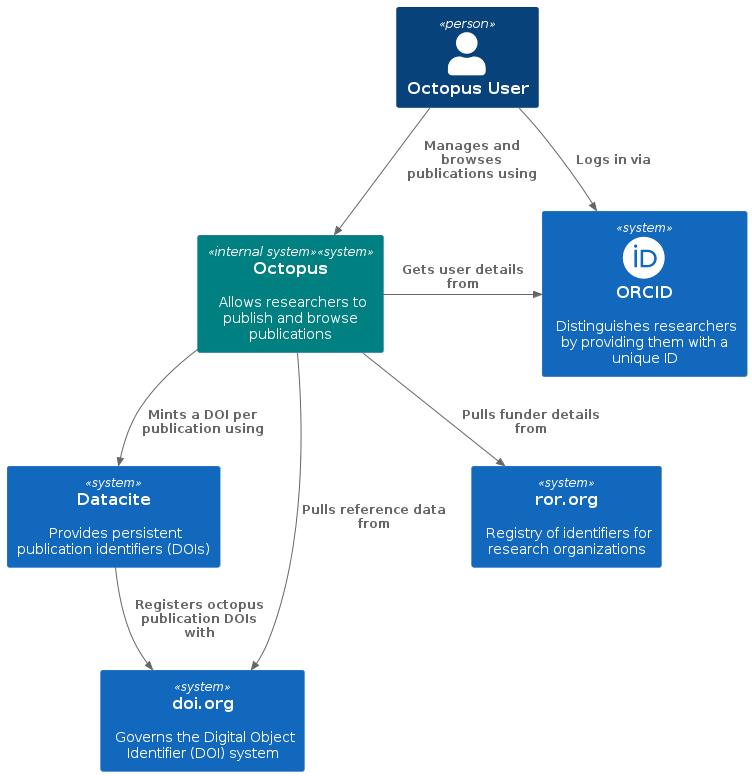 «person»
Octopus User
Manages and
browses
publications using
Logs in via
«internal system»«system»
Octopus
Allows researchers to
publish and browse
publications
Gets user details
from
«system»
iD
ORCID
Distinguishes researchers
by providing them with a
unique ID
Mints a DOI per
publication using
Pulls funder details
from
«system»
Datacite
Provides persistent
publication identifiers (DOIs)
Pulls reference data
from
«system»
ror.org
Registry of identifiers for
research organizations
Registers octopus
publication DOIs
with
«system»
doi.org
Governs the Digital Object
Identifier (DOI) system